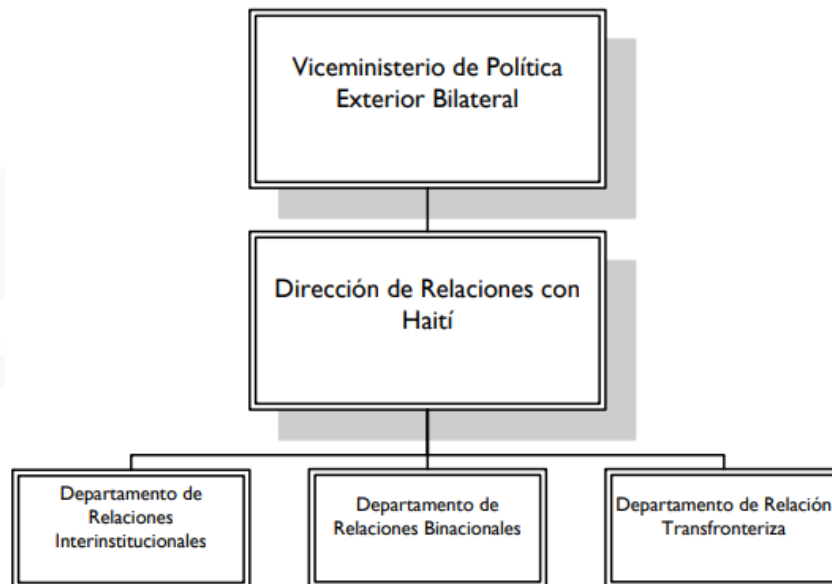 Viceministerio de Política
Exterior Bilateral
Dirección de Relaciones con
Haití
Departamento de
Relaciones
Interinstitucionales
Departamento de
Relaciones Binacionales
Departamento de Relación
Transfronteriza